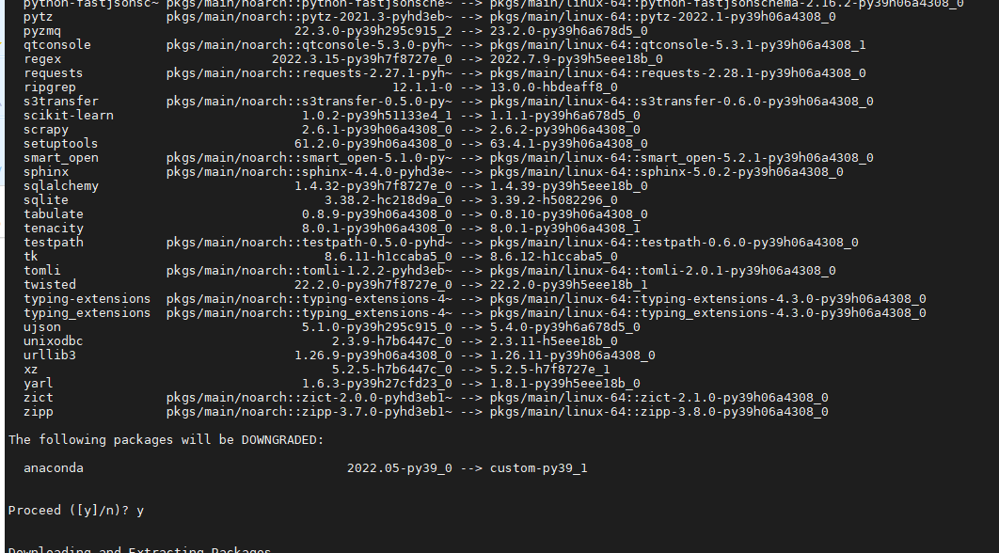 python-fastjsonsc~ pkgs/main/noarch::python-fastjsonsche~ --> pkgs/main/linux-64::python-fastjsonschema-2.16.2-py39h06a4308_0
pytz pkgs/main/noarch::pytz-2021.3-pyhd3eb~ --> pkgs/main/linux-64::pytz-2022.1-py39h06a4308_0
pyzmq 22.3.0-py39h295c915_2 --> 23.2.0-py39h6a678d5_0
qtconsole pkgs/main/noarch::qtconsole-5.3.0-pyh~ --> pkgs/main/linux-64::qtconsole-5.3.1-py39h06a4308_1
regex 2022.3.15-py39h7f8727e_0 --> 2022.7.9-py39h5eee18b_0
requests pkgs/main/noarch::requests-2.27.1-pyh~ --> pkgs/main/linux-64::requests-2.28.1-py39h06a4308_0
ripgrep 12.1.1-0 --> 13.0.0-hbdeaff8_0
s3transfer pkgs/main/noarch::s3transfer-0.5.0-py~ --> pkgs/main/linux-64::s3transfer-0.6.0-py39h06a4308_0
scikit-learn 1.0.2-py39h51133e4_1 --> 1.1.1-py39h6a678d5_0
scrapy 2.6.1-py39h06a4308_0 --> 2.6.2-py39h06a4308_0
setuptools 61.2.0-py39h06a4308_0 --> 63.4.1-py39h06a4308_0
smart_open pkgs/main/noarch::smart_open-5.1.0-py~ --> pkgs/main/linux-64::smart_open-5.2.1-py39h06a4308_0
sphinx pkgs/main/noarch::sphinx-4.4.0-pyhd3e~ --> pkgs/main/linux-64::sphinx-5.0.2-py39h06a4308_0
sqlalchemy 1.4.32-py39h7f8727e_0 --> 1.4.39-py39h5eee18b_0
sqlite 3.38.2-hc218d9a_0 --> 3.39.2-h5082296_0
tabulate 0.8.9-py39h06a4308_0 --> 0.8.10-py39h06a4308_0
tenacity 8.0.1-py39h06a4308_0 --> 8.0.1-py39h06a4308_1
testpath pkgs/main/noarch::testpath-0.5.0-pyhd~ --> pkgs/main/linux-64::testpath-0.6.0-py39h06a4308_0
tk 8.6.11-h1ccaba5_0 --> 8.6.12-h1ccaba5_0
tomli pkgs/main/noarch::tomli-1.2.2-pyhd3eb~ --> pkgs/main/linux-64::tomli-2.0.1-py39h06a4308_0
twisted 22.2.0-py39h7f8727e_0 --> 22.2.0-py39h5eee18b_1
typing-extensions pkgs/main/noarch::typing-extensions-4~ --> pkgs/main/linux-64::typing-extensions-4.3.0-py39h06a4308_0
typing_extensions pkgs/main/noarch::typing_extensions-4~ --> pkgs/main/linux-64::typing_extensions-4.3.0-py39h06a4308_0
ujson 5.1.0-py39h295c915_0 --> 5.4.0-py39h6a678d5_0
unixodbc 2.3.9-h7b6447c_0 --> 2.3.11-h5eee18b_0
urllib3 1.26.9-py39h06a4308_0 --> 1.26.11-py39h06a4308_0
xz 5.2.5-h7b6447c_0 --> 5.2.5-h7f8727e_1
yarl 1.6.3-py39h27cfd23_0 --> 1.8.1-py39h5eee18b_0
zict pkgs/main/noarch::zict-2.0.0-pyhd3eb1~ --> pkgs/main/linux-64::zict-2.1.0-py39h06a4308_0
zipp pkgs/main/noarch::zipp-3.7.0-pyhd3eb1~ --> pkgs/main/linux-64::zipp-3.8.0-py39h06a4308_0
The following packages will be DOWNGRADED:
anaconda 2022.05-py39_0 --> custom-py39_1
Proceed ([y]/n)? y
Downloading and Extracting Packages